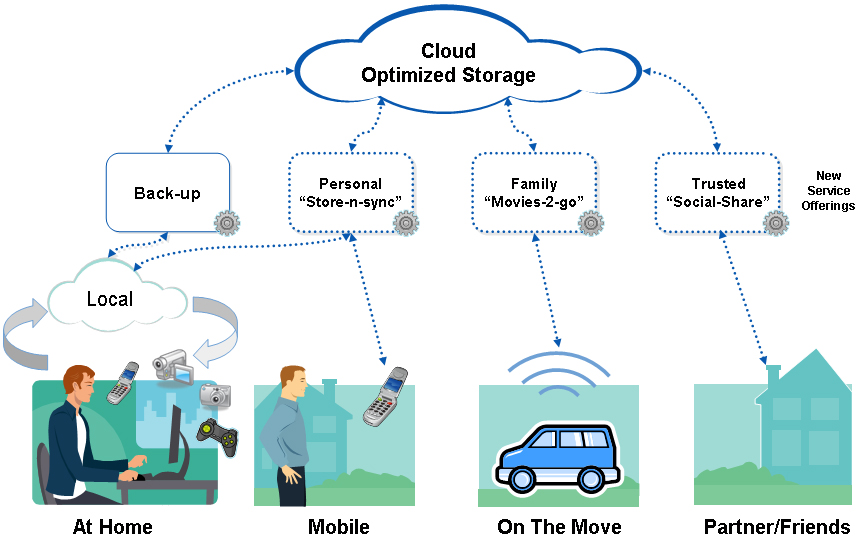 Cloud
Optimized Storage
Back-up
Personal
“Store-n-sync”
Family
“Movies-2-go”
Trusted
“Social-Share”
New
Service
Offerings
Local
At Home
Mobile
On The Move
Partner/Friends